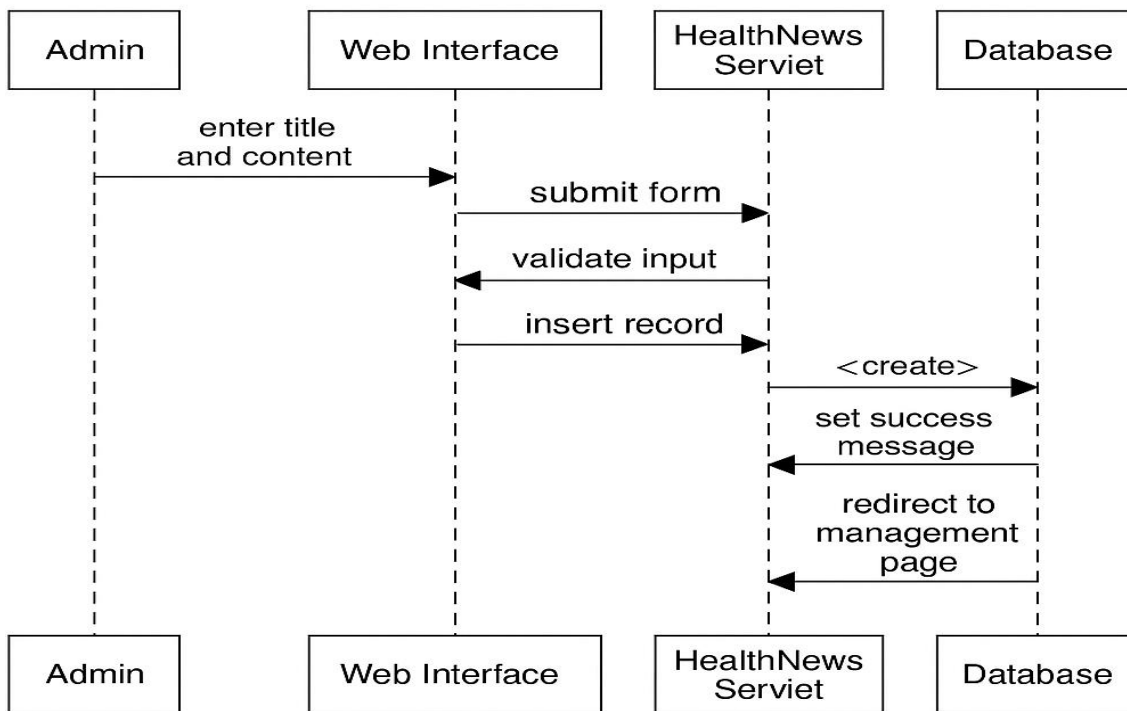 Admin
Web Interface
HealthNews
Serviet
Database
enter title
and content
submit form
validate input
insert record
<create>
set success
message
redirect to
management
page
Admin
Web Interface
HealthNews
Serviet
Database